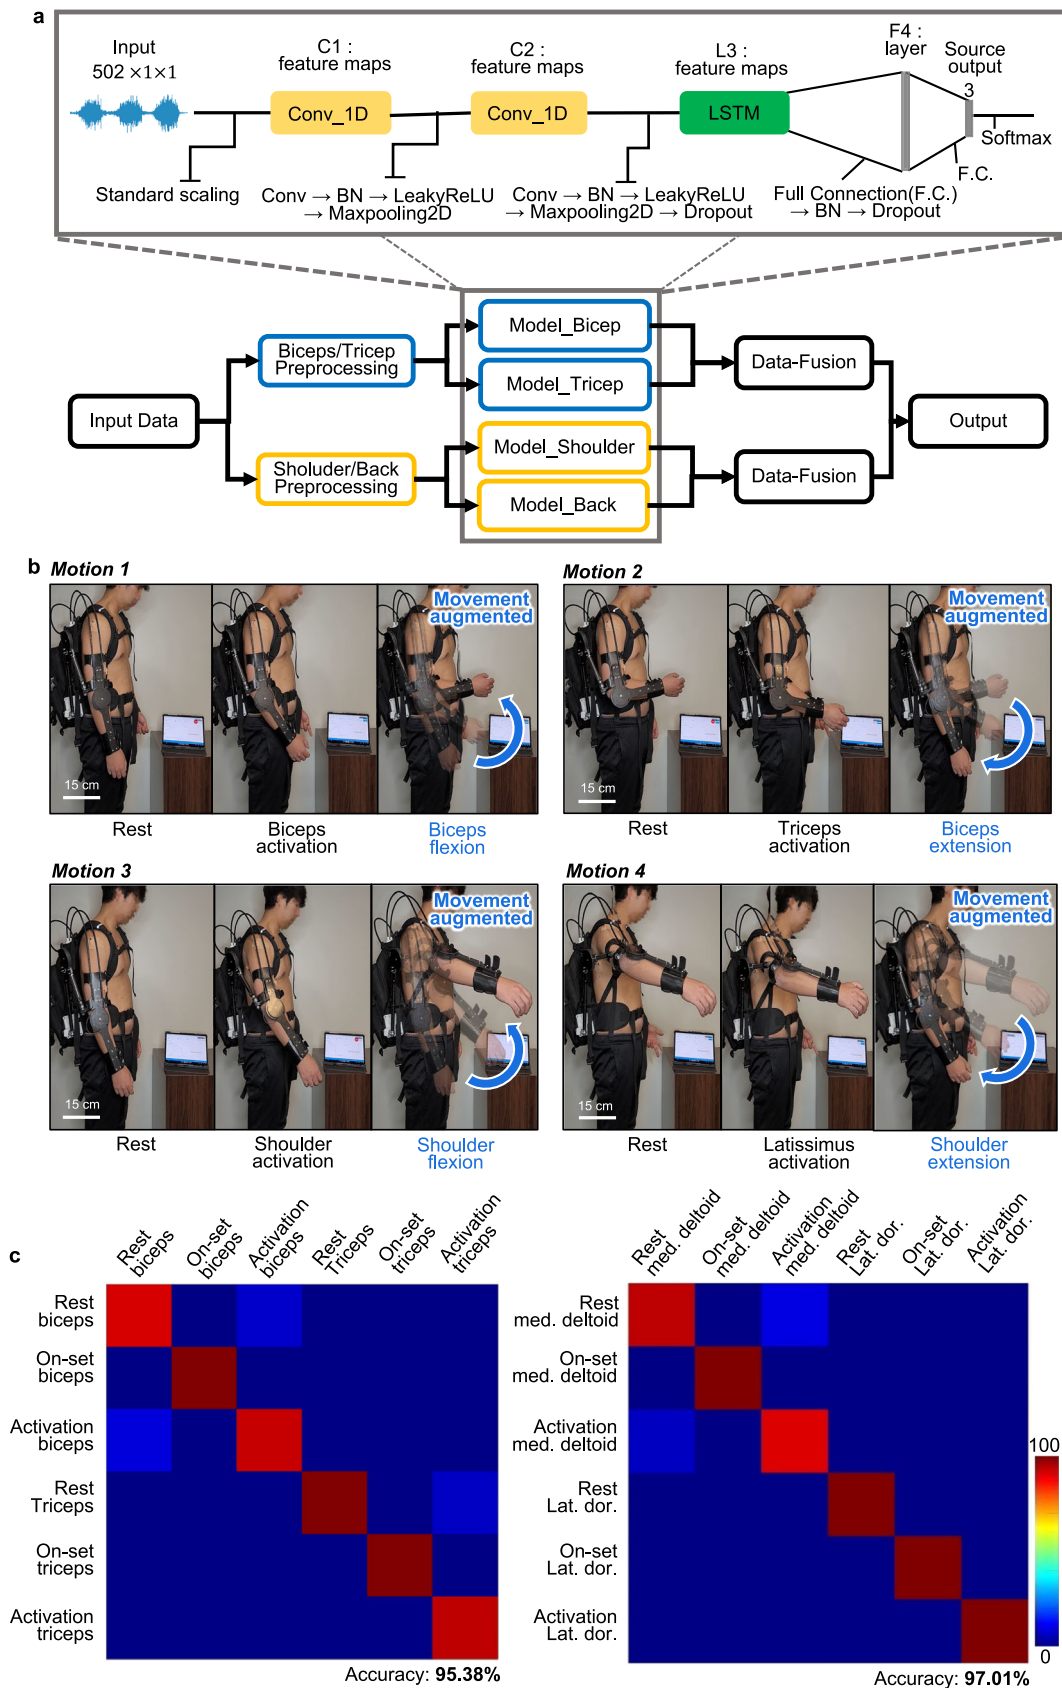 a
Input
502 ×1×1
C1 :
feature maps
C2 :
feature maps
L3 :
feature maps
F4 :
layer
Source
output
3
Conv_1D
Conv_1D
LSTM
Softmax
Standard scaling
Conv → BN → LeakyReLU
→ Maxpooling2D
Conv → BN → LeakyReLU
→ Maxpooling2D → Dropout
Full Connection(F.C.)
→ BN → Dropout
F.C.
Input Data
Biceps/Tricep
Preprocessing
Sholuder/Back
Preprocessing
Model_Bicep
Model_Tricep
Model_Shoulder
Model_Back
Data-Fusion
Data-Fusion
Output
b
Motion 1
Movement
augmented
15 cm
Rest
Biceps
activation
Biceps
flexion
Motion 2
Movement
augmented
15 cm
Rest
Triceps
activation
Biceps
extension
Motion 3
Movement
augmented
15 cm
Rest
Shoulder
activation
Shoulder
flexion
Motion 4
Movement
augmented
15 cm
Rest
Latissimus
activation
Shoulder
extension
c
Rest
biceps
On-set
biceps
Activation
biceps
Rest
Triceps
On-set
triceps
Activation
triceps
Rest
biceps
On-set
biceps
Activation
biceps
Rest
Triceps
On-set
triceps
Activation
triceps
Accuracy: 95.38%
Rest
med. deltoid
On-set
med. deltoid
Activation
med. deltoid
Rest
Lat. dor.
On-set
Lat. dor.
Activation
Lat. dor.
Rest
med. deltoid
On-set
med. deltoid
Activation
med. deltoid
Rest
Lat. dor.
On-set
Lat. dor.
Activation
Lat. dor.
100
0
Accuracy: 97.01%